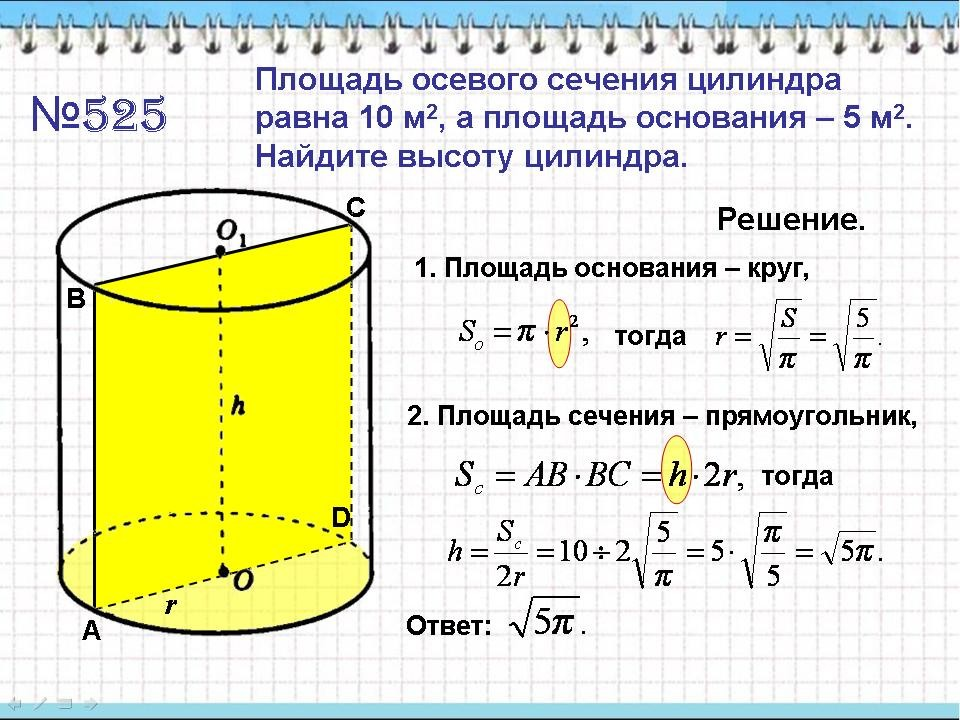 №525
Площадь осевого сечения цилиндра
равна 10 м², а площадь основания – 5 м².
Найдите высоту цилиндра.
C
O₁
B
h
D
O
r
A
Решение.
1. Площадь основания – круг,
Sₒ = π · r², тогда r = √(S/π) = √(5/π).
2. Площадь сечения – прямоугольник,
S_c = AB · BC = h · 2r, тогда
h = S_c/2r = 10 ÷ 2√(5/π) = 5 · √(π/5) = √(5π).
Ответ: √(5π).